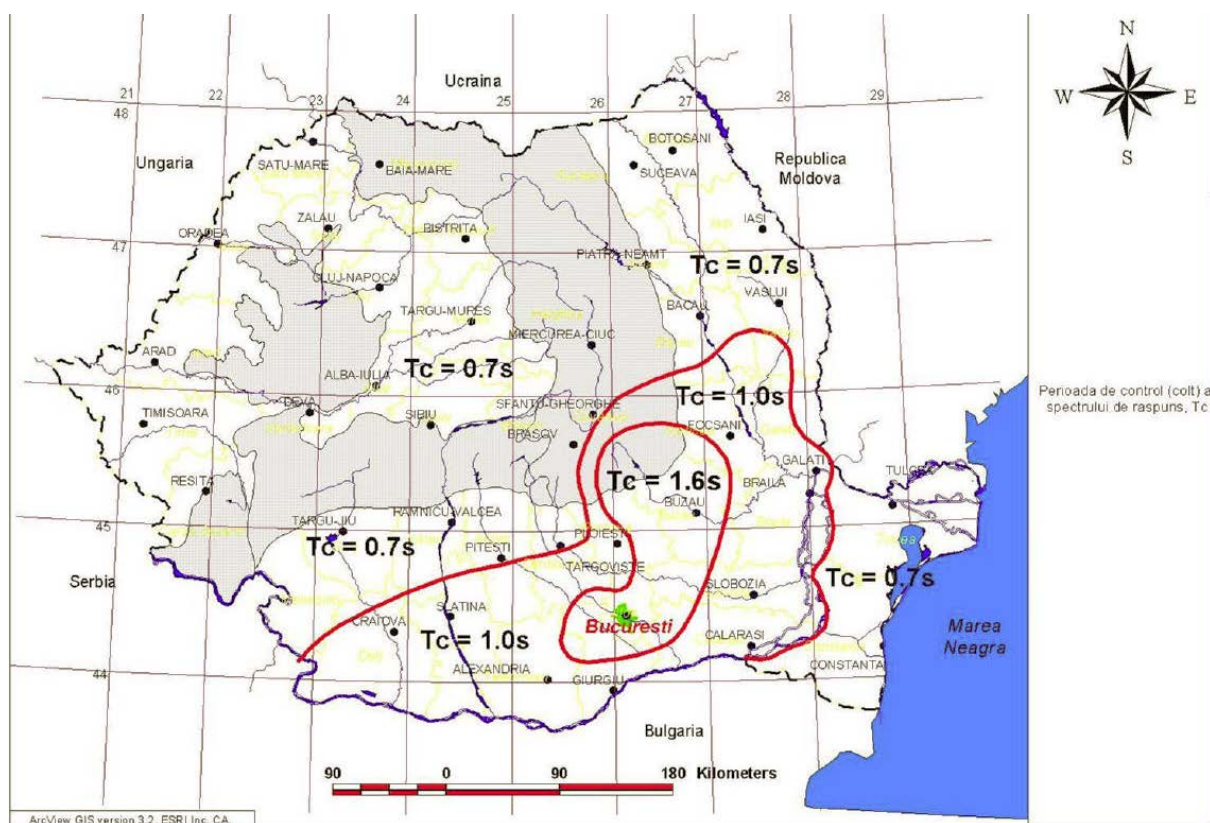 N
W E
S
Ucraina
21 22 23 24 25 26 27 28 29
48
BOTOSANI
Ungaria
Republica
Moldova
SATU-MARE
BAIA-MARE
SUCEAVA
ZALAU
IASI
ORADEA
BISTRITA
47
PIATRA-NEAMT
Tc = 0.7s
CLUJ-NAPOCA
VASLUI
TARGU-MURES
BACAU
MIERCUREA-CIUC
ARAD
ALBA-IULIA
Tc = 0.7s
46
Tc = 1.0s
Perioada de control (colt) a
spectrului de raspuns, Tc
DEVA
SFANTU-GHEORGHE
TIMISOARA
SIBIU
FOCSANI
BRASOV
GALATI
Tc = 1.6s
TULCEA
RESITA
BRAILA
BUZAU
RAMNICU-VALCEA
45
TARGU-JIU
PLOIESTI
Tc = 0.7s
PITESTI
TARGOVISTE
Serbia
SLOBOZIA
Tc = 0.7s
SLATINA
CRAIOVA
Bucuresti
Marea
Neagra
Tc = 1.0s
CALARASI
ALEXANDRIA
CONSTANTA
44
GIURGIU
Bulgaria
90 0 90 180 Kilometers
ArcView GIS version 3.2, ESRI Inc. CA.